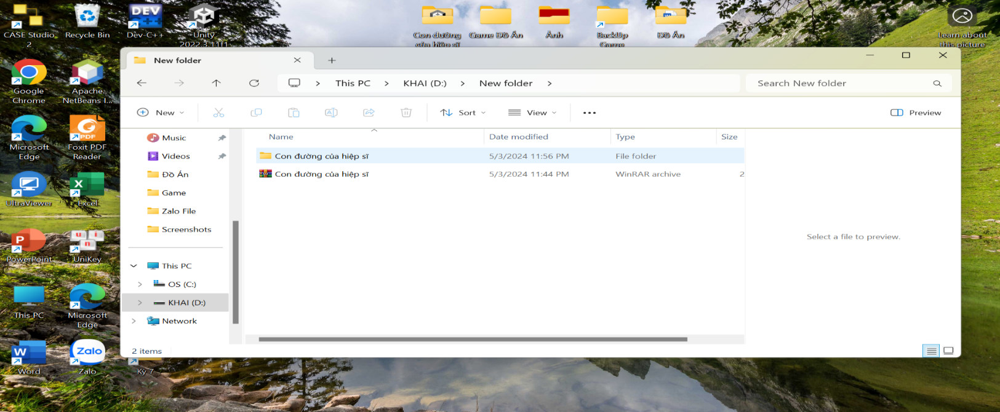 CASE Studio 2
Recycle Bin
DEV
Dev-C++
Unity 2022.3.11f1
Con đường của hiệp sĩ
Game Đồ Án
Ảnh
BackUp Game
Đồ Án
Learn about this picture
Google Chrome
Apache NetBeans I...
Microsoft Edge
PDF
Foxit PDF Reader
UltraViewer
X
Excel
P
PowerPoint
u i n
UniKey
This PC
Microsoft Edge
W
Word
Zalo
Zalo
Kỳ 7
New folder
This PC > KHAI (D:) > New folder >
Search New folder
New
Sort
View
Preview
Music
Videos
Đồ Án
Game
Zalo File
Screenshots
This PC
OS (C:)
KHAI (D:)
Network
Name Date modified Type Size
Con đường của hiệp sĩ 5/3/2024 11:56 PM File folder
Con đường của hiệp sĩ 5/3/2024 11:44 PM WinRAR archive 2
Select a file to preview.
2 items